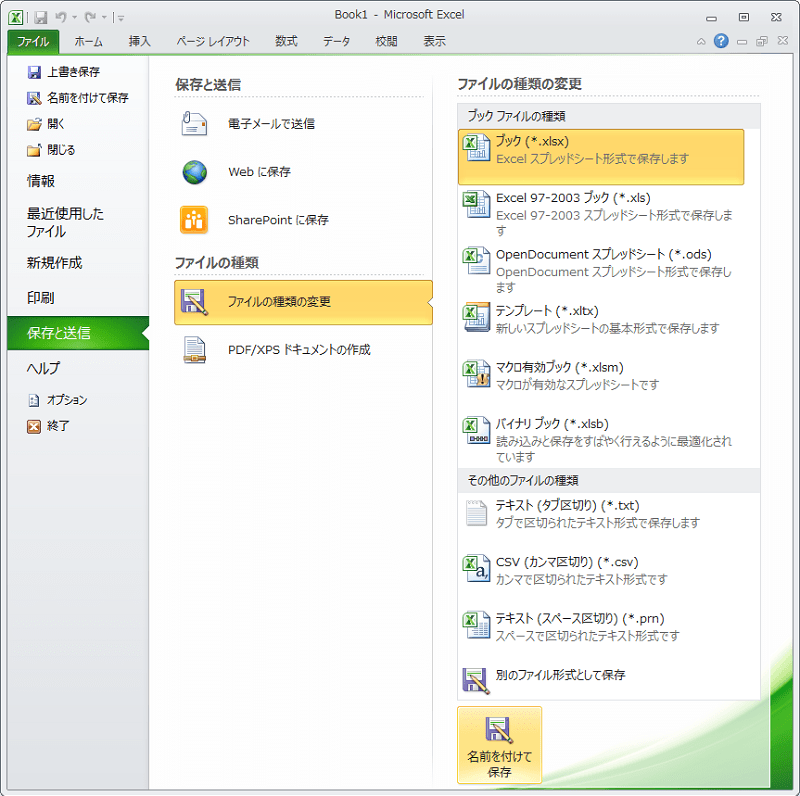 Book1 - Microsoft Excel
ファイル ホーム 挿入 ページ レイアウト 数式 データ 校閲 表示
上書き保存
名前を付けて保存
開く
閉じる
情報
最近使用した
ファイル
新規作成
印刷
保存と送信
ヘルプ
オプション
終了
保存と送信
電子メールで送信
Web に保存
SharePoint に保存
ファイルの種類
ファイルの種類の変更
PDF/XPS ドキュメントの作成
ファイルの種類の変更
ブック ファイルの種類
ブック (*.xlsx)
Excel スプレッドシート形式で保存します
Excel 97-2003 ブック (*.xls)
Excel 97-2003 スプレッドシート形式で保存しま
す
OpenDocument スプレッドシート (*.ods)
OpenDocument スプレッドシート形式で保存し
ます
テンプレート (*.xltx)
新しいスプレッドシートの基本形式で保存します
マクロ有効ブック (*.xlsm)
マクロが有効なスプレッドシートです
バイナリ ブック (*.xlsb)
読み込みと保存をすばやく行えるように最適化され
ています
その他のファイルの種類
テキスト (タブ区切り) (*.txt)
タブで区切られたテキスト形式で保存します
CSV (カンマ区切り) (*.csv)
カンマで区切られたテキスト形式です
テキスト (スペース区切り) (*.prn)
スペースで区切られたテキスト形式です
別のファイル形式として保存
名前を付けて
保存